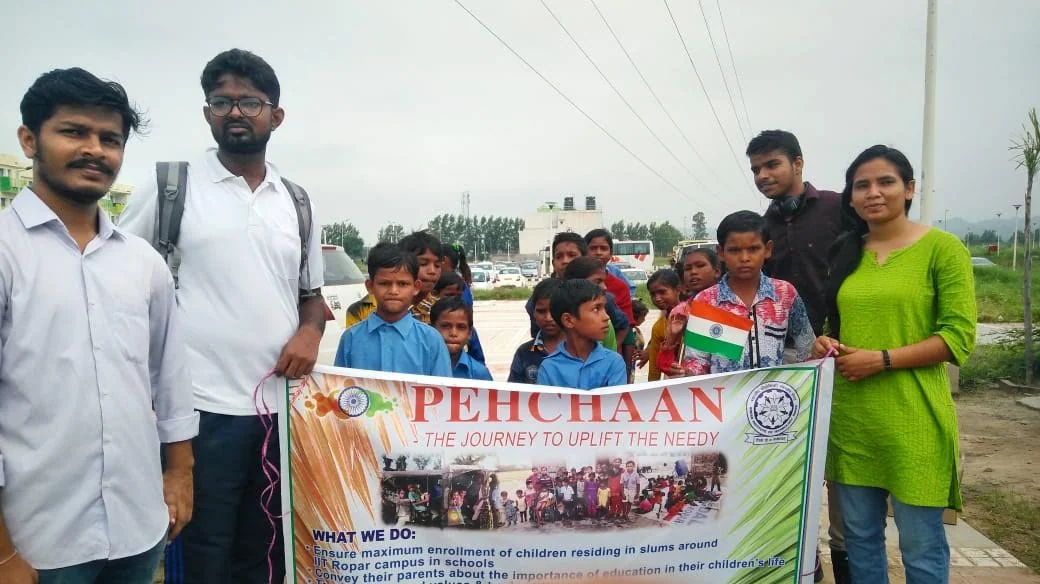 PEHCHAAN
- THE JOURNEY TO UPLIFT THE NEEDY
WHAT WE DO:
- Ensure maximum enrollment of children residing in slums around
IIT Ropar campus in schools
- Convey their parents about the importance of education in their children's life